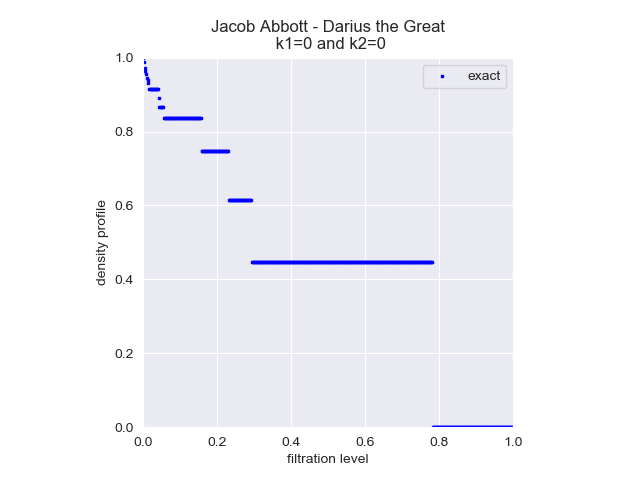 Jacob Abbott - Darius the Great
k1=0 and k2=0
exact
1.0
0.8
0.6
0.4
0.2
0.0
density profile
0.0 0.2 0.4 0.6 0.8 1.0
filtration level